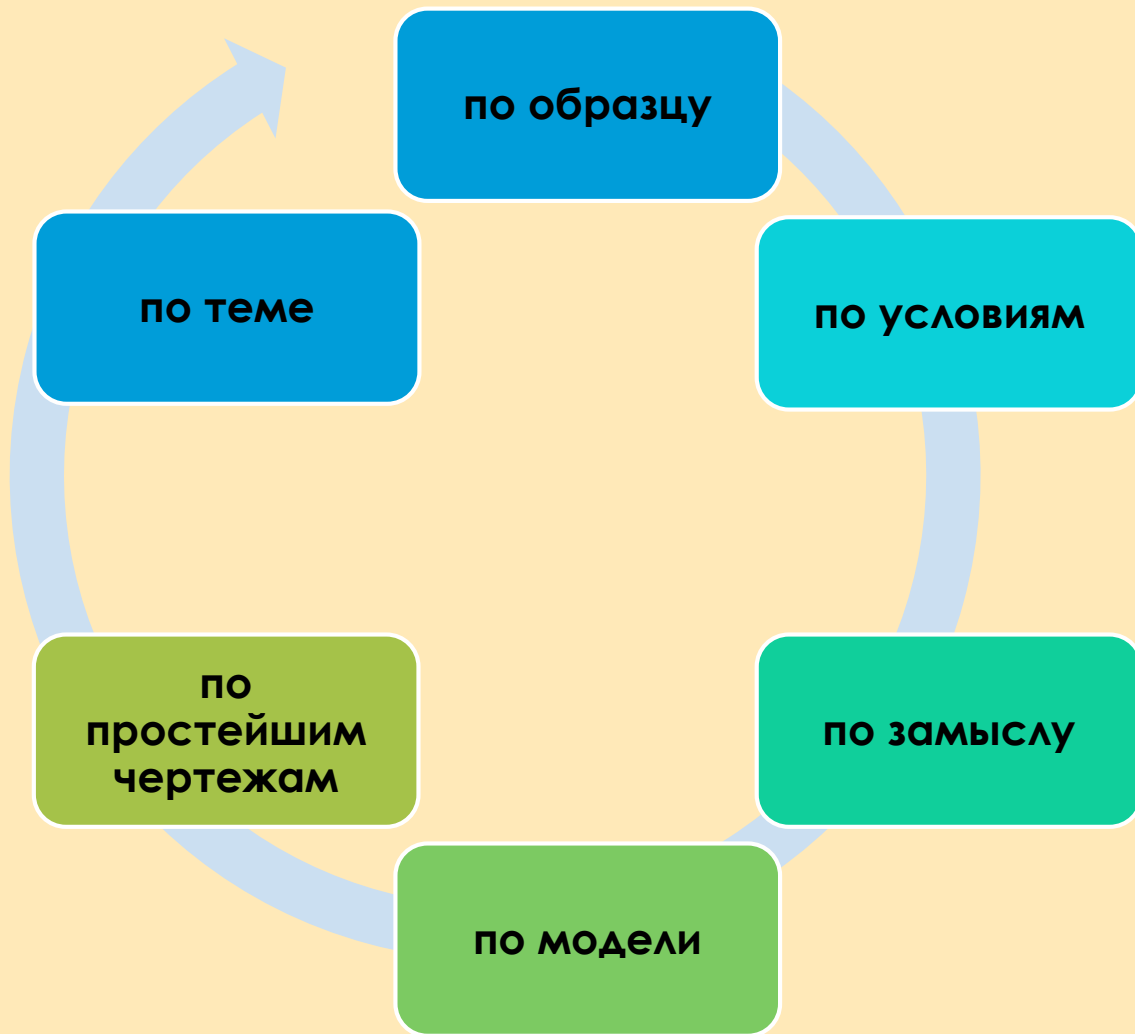 по образцу
по условиям
по замыслу
по модели
по
простейшим
чертежам
по теме